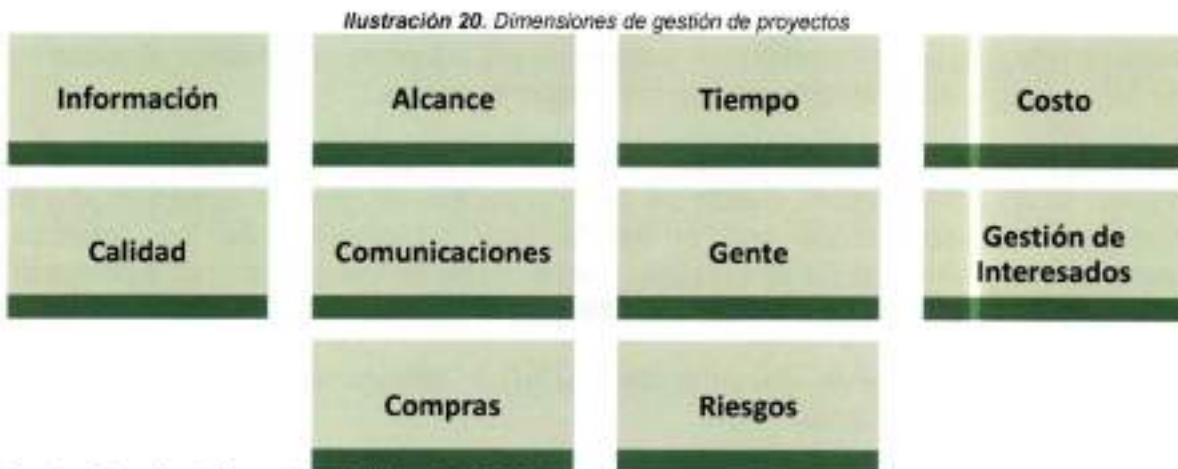 Ilustración 20. Dimensiones de gestión de proyectos
Información
Alcance
Tiempo
Costo
Calidad
Comunicaciones
Gente
Gestión de
Interesados
Compras
Riesgos